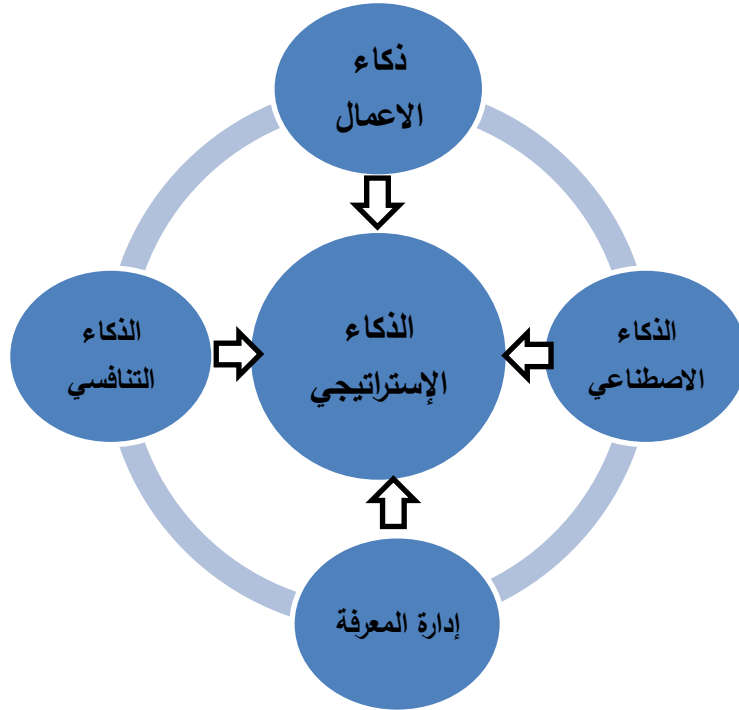 ذكاء
الاعمال
الذكاء
الاصطناعي
الذكاء
الإستراتيجي
الذكاء
التنافسي
إدارة المعرفة